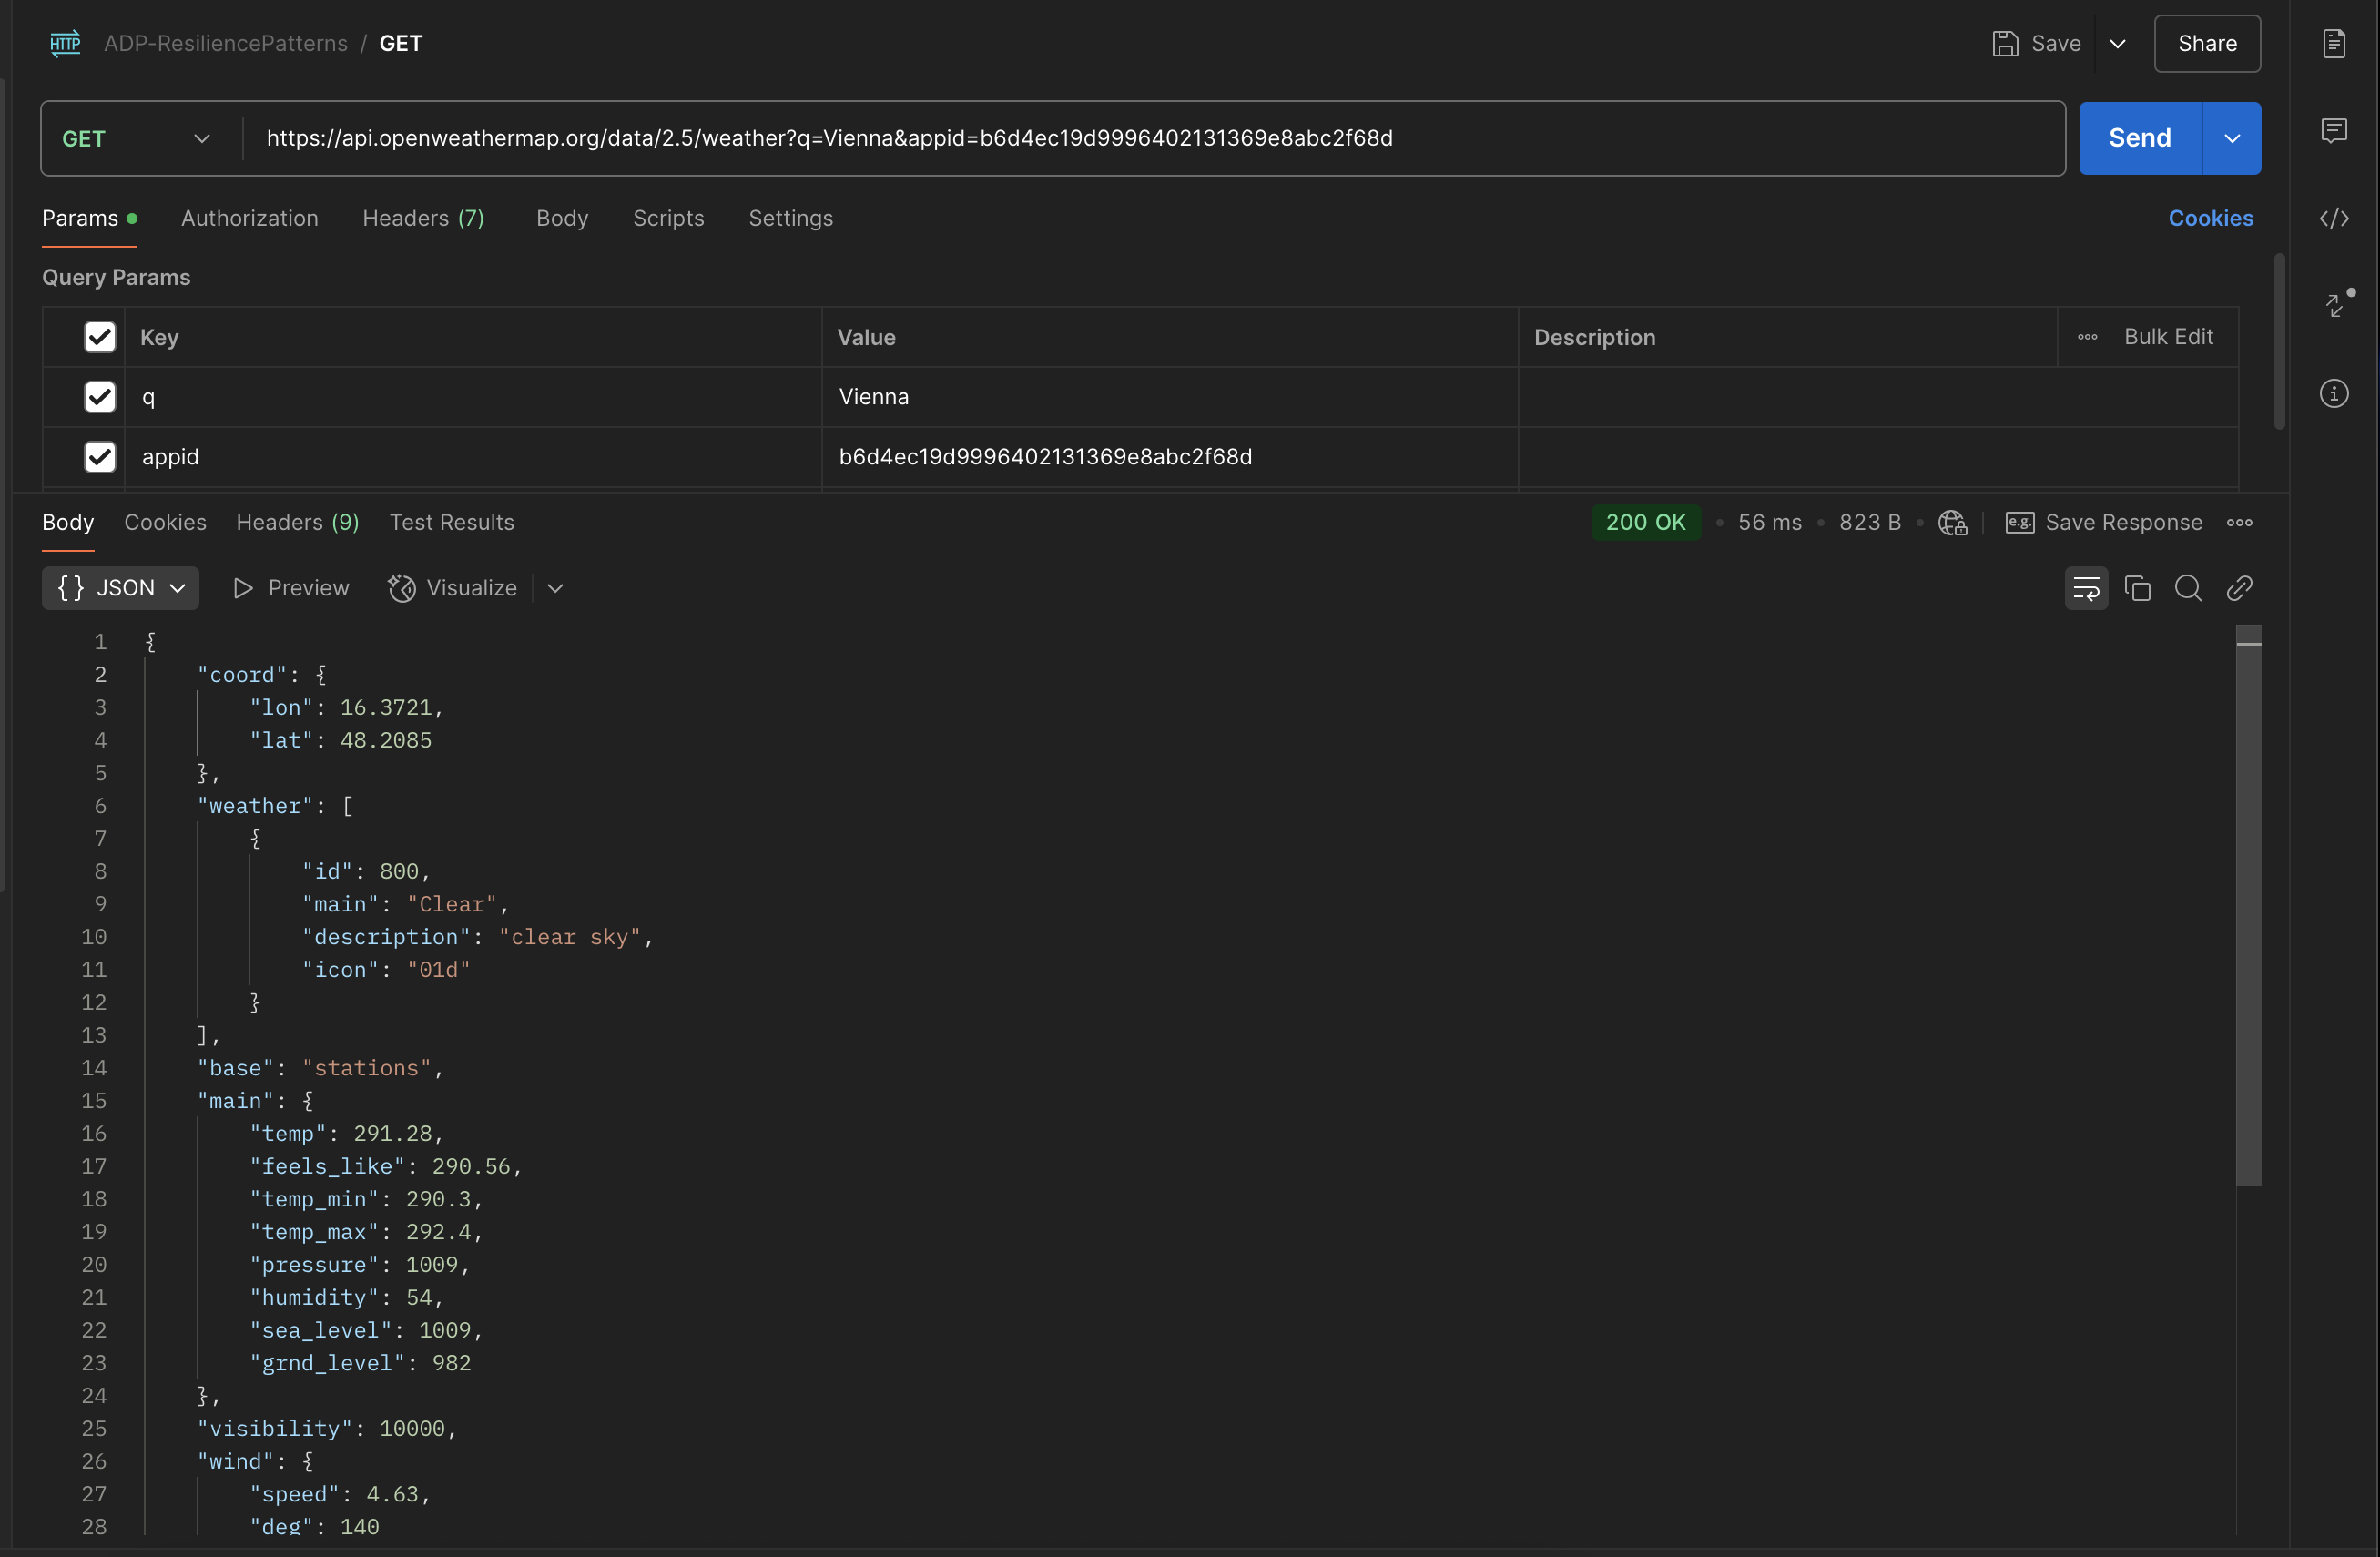 HTTP ADP-ResiliencePatterns / GET Save Share
GET https://api.openweathermap.org/data/2.5/weather?q=Vienna&appid=b6d4ec19d9996402131369e8abc2f68d Send
Params Authorization Headers (7) Body Scripts Settings Cookies
Query Params
Key Value Description Bulk Edit
q Vienna
appid b6d4ec19d9996402131369e8abc2f68d
Body Cookies Headers (9) Test Results 200 OK • 56 ms • 823 B • e.g. Save Response
{} JSON Preview Visualize
1 {
2 "coord": {
3 "lon": 16.3721,
4 "lat": 48.2085
5 },
6 "weather": [
7 {
8 "id": 800,
9 "main": "Clear",
10 "description": "clear sky",
11 "icon": "01d"
12 }
13 ],
14 "base": "stations",
15 "main": {
16 "temp": 291.28,
17 "feels_like": 290.56,
18 "temp_min": 290.3,
19 "temp_max": 292.4,
20 "pressure": 1009,
21 "humidity": 54,
22 "sea_level": 1009,
23 "grnd_level": 982
24 },
25 "visibility": 10000,
26 "wind": {
27 "speed": 4.63,
28 "deg": 140